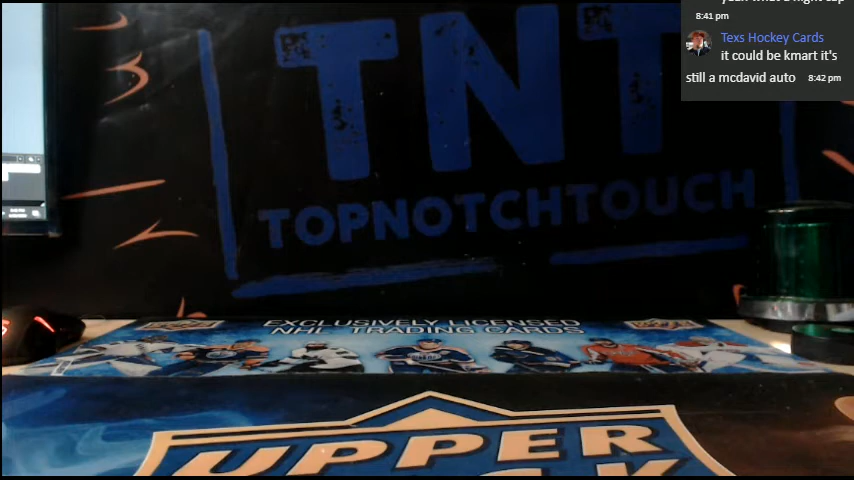 8:41 pm
Texs Hockey Cards
it could be kmart it's
still a mcdavid auto 8:42 pm
TNT
TOPNOTCHTOUCH
EXCLUSIVELY LICENSED
NHL TRADING CARDS
UPPER